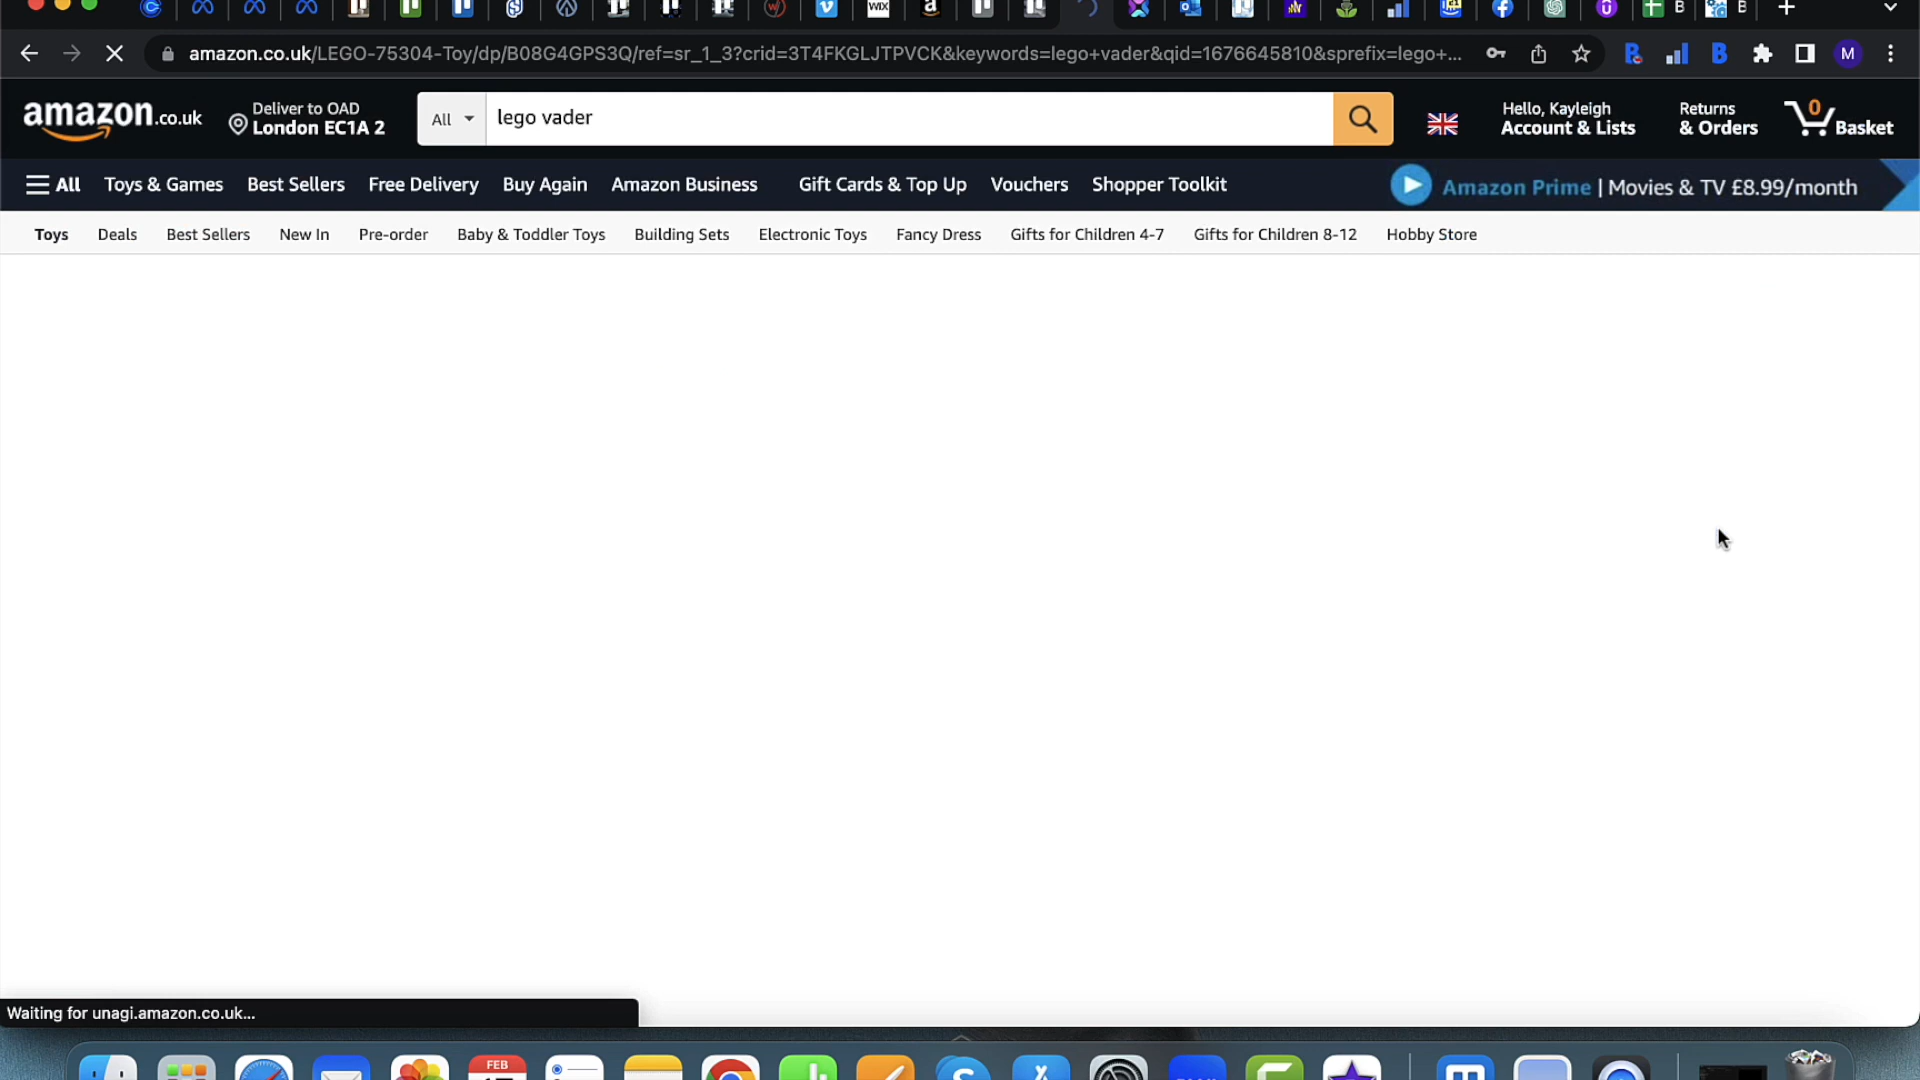 B
B
amazon.co.uk/LEGO-75304-Toy/dp/B08G4GPS3Q/ref=sr_1_3?crid=3T4FKGLJTPVCK&keywords=lego+vader&qid=1676645810&sprefix=lego+...
M
amazon.co.uk
Deliver to OAD
London EC1A 2
All
lego vader
Hello, Kayleigh
Account & Lists
Returns
& Orders
0
Basket
All
Toys & Games
Best Sellers
Free Delivery
Buy Again
Amazon Business
Gift Cards & Top Up
Vouchers
Shopper Toolkit
Amazon Prime | Movies & TV £8.99/month
Toys
Deals
Best Sellers
New In
Pre-order
Baby & Toddler Toys
Building Sets
Electronic Toys
Fancy Dress
Gifts for Children 4-7
Gifts for Children 8-12
Hobby Store
Waiting for unagi.amazon.co.uk...
FEB